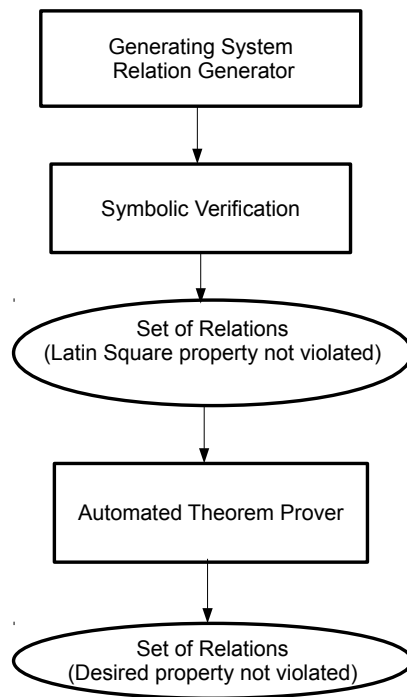 Generating System
Relation Generator
Symbolic Verification
Set of Relations
(Latin Square property not violated)
Automated Theorem Prover
Set of Relations
(Desired property not violated)